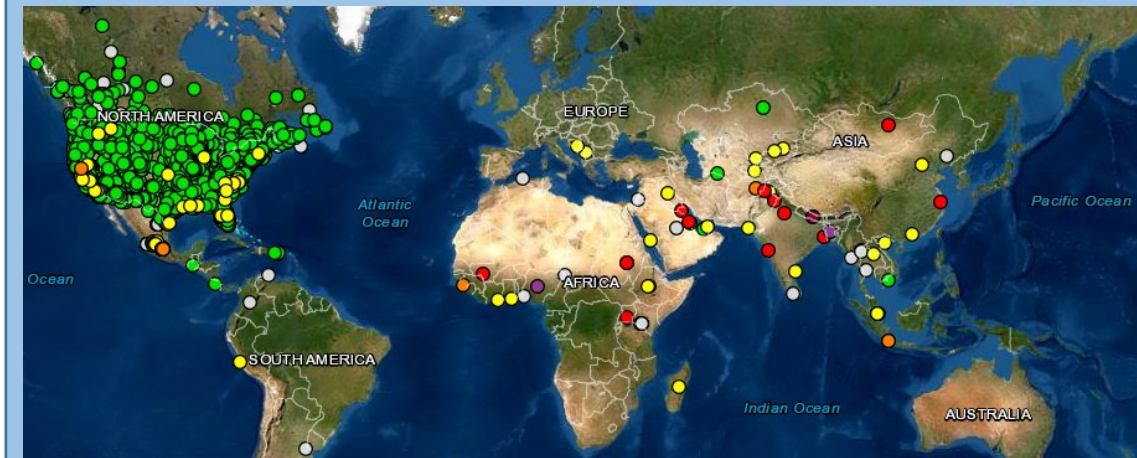 NORTH AMERICA
EUROPE
ASIA
Atlantic
Ocean
Pacific Ocean
Ocean
AFRICA
SOUTH AMERICA
Indian Ocean
AUSTRALIA